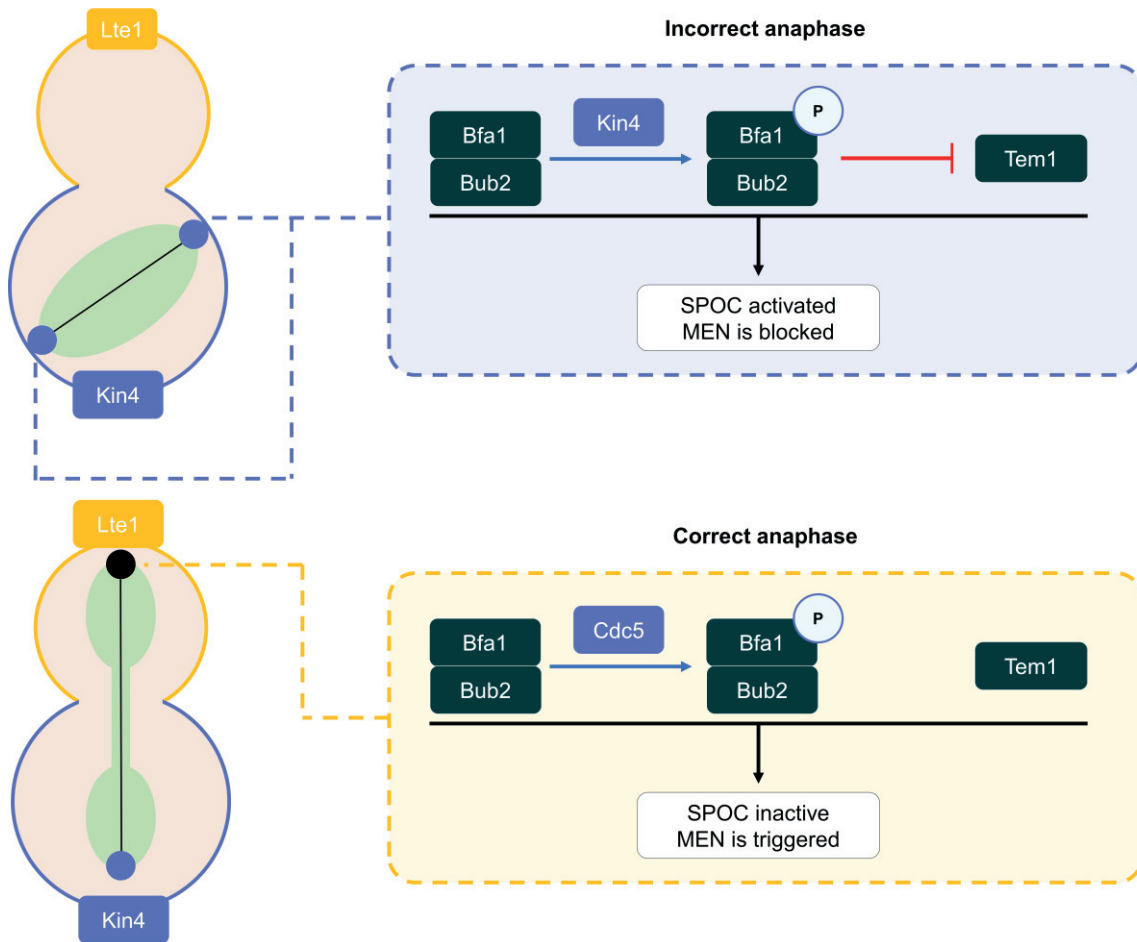 Lte1
Incorrect anaphase
Bfa1
Bub2
Kin4
Bfa1
Bub2
P
Tem1
SPOC activated
MEN is blocked
Kin4
Lte1
Correct anaphase
Bfa1
Bub2
Cdc5
Bfa1
Bub2
P
Tem1
SPOC inactive
MEN is triggered
Kin4